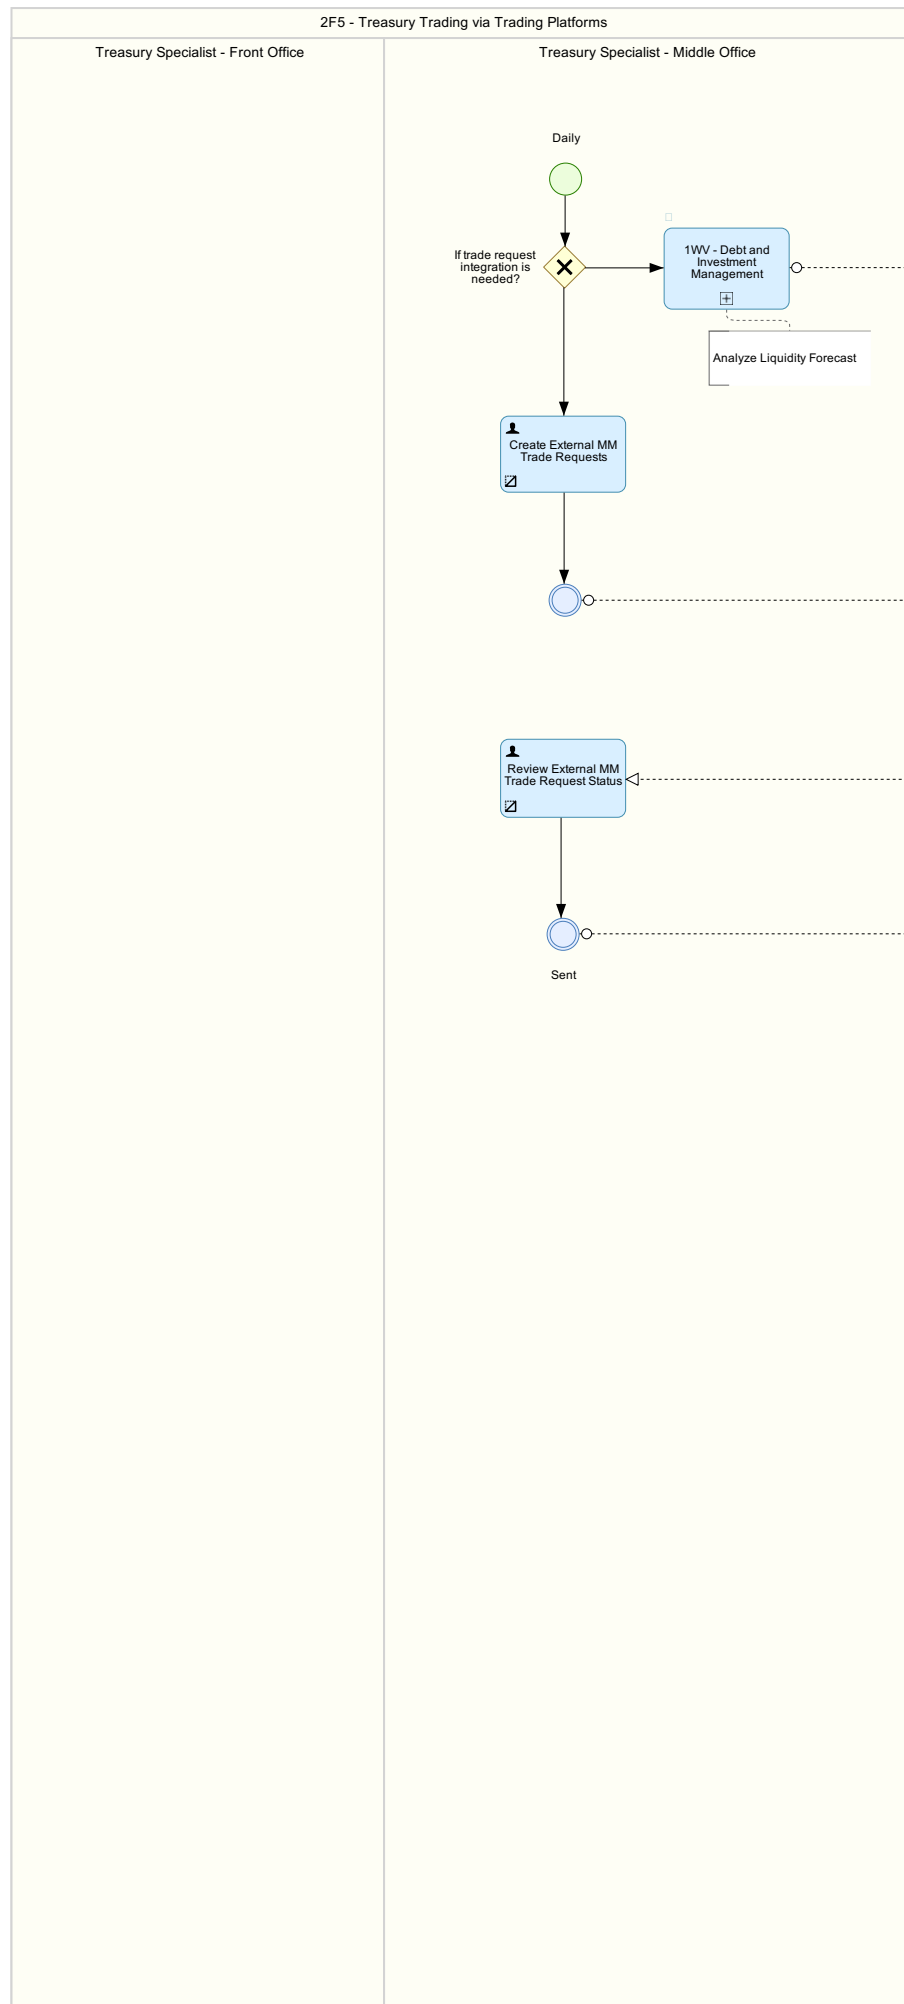 2F5 - Treasury Trading via Trading Platforms
Treasury Specialist - Front Office
Treasury Specialist - Middle Office
Daily
If trade request
integration is
needed?
1WV - Debt and
Investment
Management
Analyze Liquidity Forecast
Create External MM
Trade Requests
Review External MM
Trade Request Status
Sent